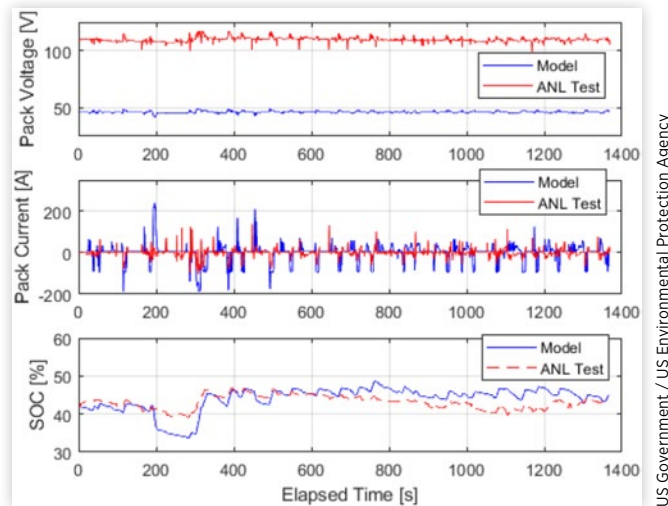 Pack Voltage [V]
100
50
Model
ANL Test
0 200 400 600 800 1000 1200 1400
Pack Current [A]
200
0
-200
Model
ANL Test
0 200 400 600 800 1000 1200 1400
SOC [%]
60
50
40
30
Model
ANL Test
0 200 400 600 800 1000 1200 1400
Elapsed Time [s]
US Government / US Environmental Protection Agency